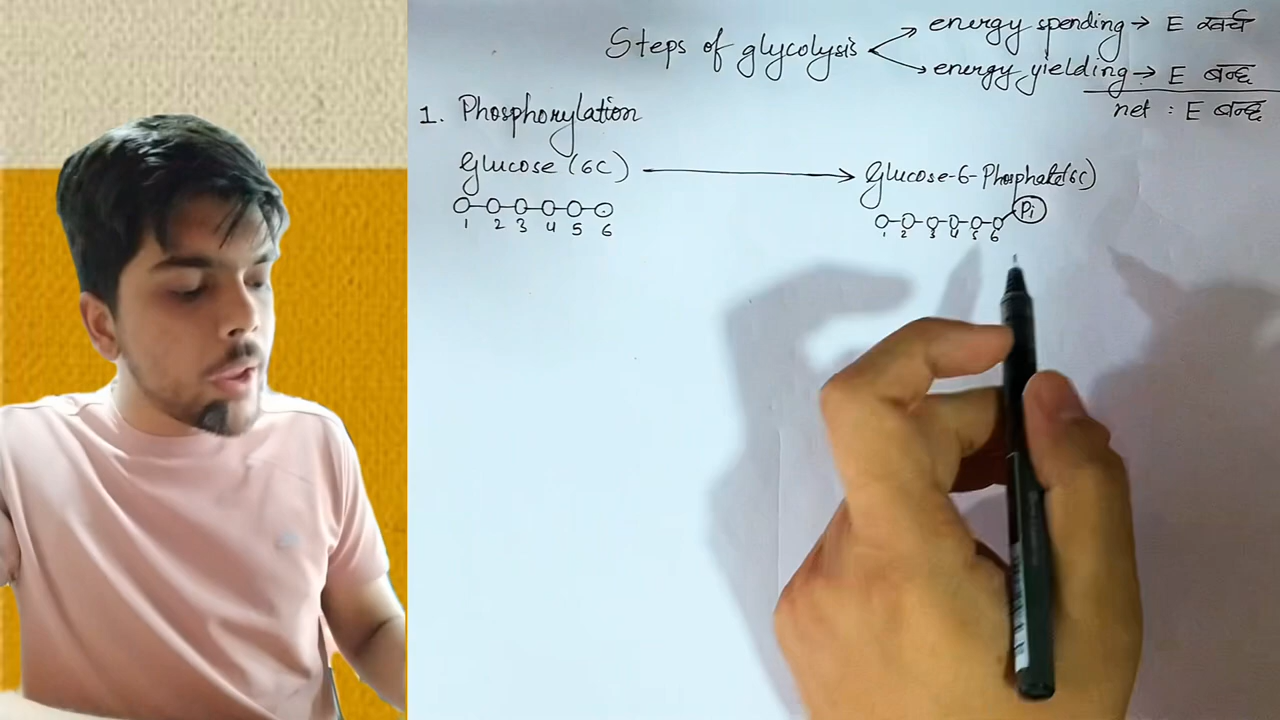 Steps of glycolysis
energy spending → E खर्च
energy yielding → E बन्छ
net : E बन्छ
1. Phosphorylation
Glucose (6C) → Glucose-6-Phosphate (6C)
Pi
1 2 3 4 5 6
1 2 3 4 5 6